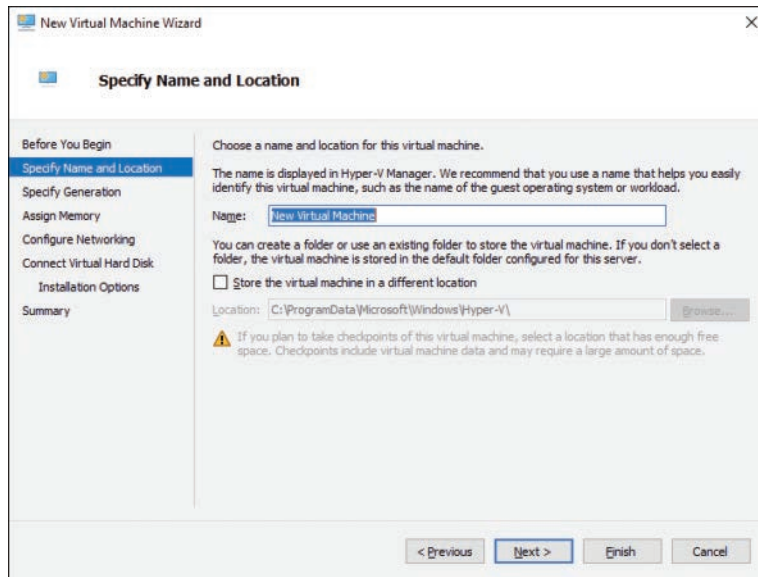 New Virtual Machine Wizard
Specify Name and Location
Before You Begin
Specify Name and Location
Specify Generation
Assign Memory
Configure Networking
Connect Virtual Hard Disk
Installation Options
Summary
Choose a name and location for this virtual machine.
The name is displayed in Hyper-V Manager. We recommend that you use a name that helps you easily
identify this virtual machine, such as the name of the guest operating system or workload.
Name: New Virtual Machine
You can create a folder or use an existing folder to store the virtual machine. If you don't select a
folder, the virtual machine is stored in the default folder configured for this server.
Store the virtual machine in a different location
Location: C:\ProgramData\Microsoft\Windows\Hyper-V\ Browse...
If you plan to take checkpoints of this virtual machine, select a location that has enough free
space. Checkpoints include virtual machine data and may require a large amount of space.
< Previous Next > Finish Cancel